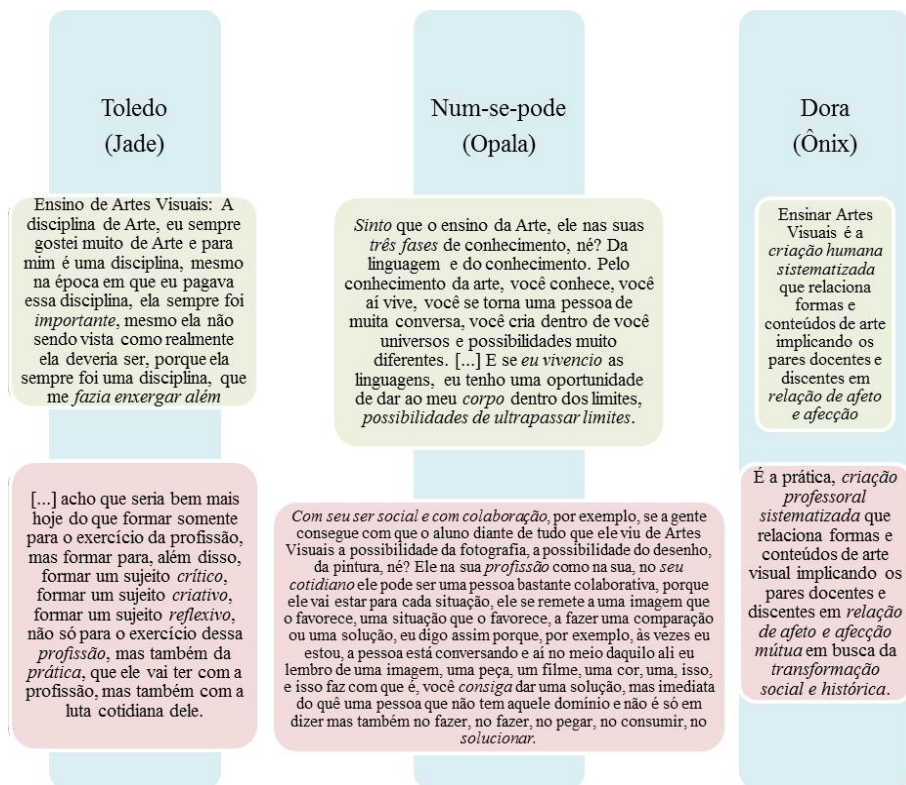 Toledo
(Jade)
Ensino de Artes Visuais: A
disciplina de Arte, eu sempre
gostei muito de Arte e para
mim é uma disciplina, mesmo
na época em que eu pagava
essa disciplina, ela sempre foi
importante, mesmo ela não
sendo vista como realmente
ela deveria ser, porque ela
sempre foi uma disciplina, que
me fazia enxergar além
[...] acho que seria bem mais
hoje do que formar somente
para o exercício da profissão,
mas formar para, além disso,
formar um sujeito crítico,
formar um sujeito criativo,
formar um sujeito reflexivo,
não só para o exercício dessa
profissão, mas também da
prática, que ele vai ter com a
profissão, mas também com a
luta cotidiana dele.
Num-se-pode
(Opala)
Sinto que o ensino da Arte, ele nas suas
três fases de conhecimento, né? Da
linguagem e do conhecimento. Pelo
conhecimento da arte, você conhece, você
aí vive, você se torna uma pessoa de
muita conversa, você cria dentro de você
universos e possibilidades muito
diferentes. [...] E se eu vivencio as
linguagens, eu tenho uma oportunidade
de dar ao meu corpo dentro dos limites,
possibilidades de ultrapassar limites.
Com seu ser social e com colaboração, por exemplo, se a gente
consegue com que o aluno diante de tudo que ele viu de Artes
Visuais a possibilidade da fotografia, a possibilidade do desenho,
da pintura, né? Ele na sua profissão como na sua, no seu
cotidiano ele pode ser uma pessoa bastante colaborativa, porque
ele vai estar para cada situação, ele se remete a uma imagem que
o favorece, uma situação que o favorece, a fazer uma comparação
ou uma solução, eu digo assim porque, por exemplo, às vezes eu
estou, a pessoa está conversando e aí no meio daquilo ali eu
lembro de uma imagem, uma peça, um filme, uma cor, uma, isso,
e isso faz com que é, você consiga dar uma solução, mas imediata
do quê uma pessoa que não tem aquele domínio e não é só em
dizer mas também no fazer, no fazer, no pegar, no consumir, no
solucionar.
Dora
(Ônix)
Ensinar Artes
Visuais é a
criação humana
sistematizada
que relaciona
formas e
conteúdos de arte
implicando os
pares docentes e
discentes em
relação de afeto
e afecção
É a prática, criação
professoral
sistematizada que
relaciona formas e
conteúdos de arte
visual implicando os
pares docentes e
discentes em relação
de afeto e afecção
mútua em busca da
transformação
social e histórica.